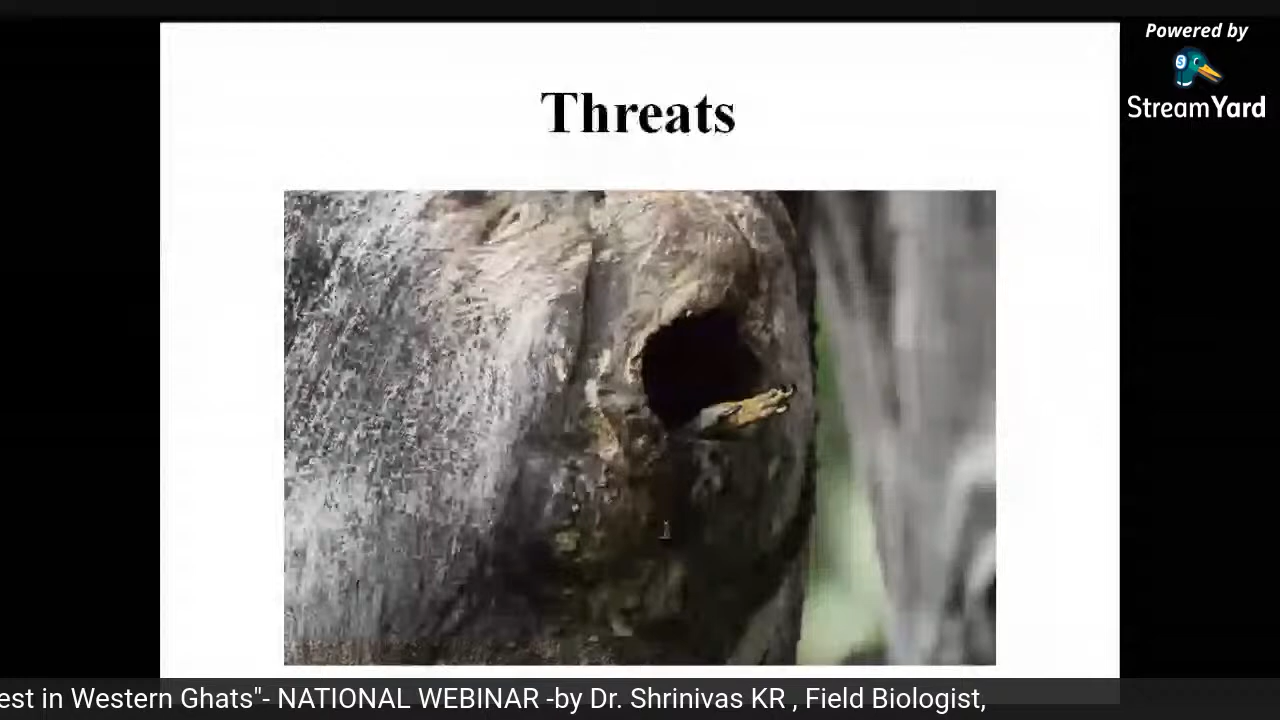 Powered by
StreamYard
Threats
est in Western Ghats"- NATIONAL WEBINAR -by Dr. Shrinivas KR , Field Biologist,